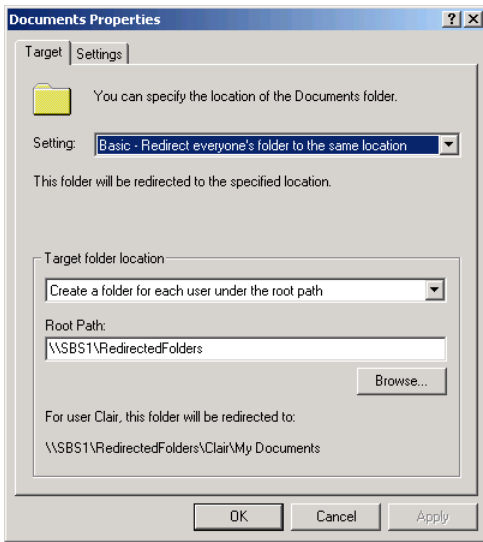 Documents Properties
Target
Settings
You can specify the location of the Documents folder.
Setting:
Basic - Redirect everyone's folder to the same location
This folder will be redirected to the specified location.
Target folder location
Create a folder for each user under the root path
Root Path:
\\SBS1\RedirectedFolders
Browse...
For user Clair, this folder will be redirected to:
\\SBS1\RedirectedFolders\Clair\My Documents
OK
Cancel
Apply